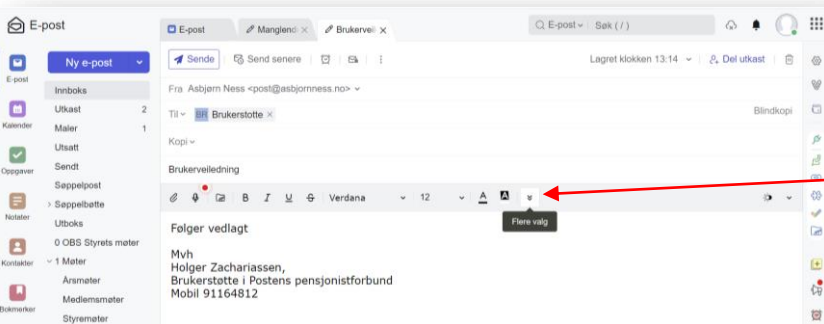 E-post
E-post
Manglend
Brukerveil
E-post
Søk ( / )
Ny e-post
Sende
Send senere
Lagret klokken 13:14
Del utkast
E-post
Innboks
Fra Asbjørn Ness <post@asbjornness.no>
Utkast 2
Til BR Brukerstotte
Blindkopi
Kalender
Maler 1
Utsatt
Kopi
Oppgaver
Sendt
Brukerveiledning
Søppelpost
Søppelbøtte
B I U Verdana 12 A A
Notater
Utboks
Følger vedlagt
Flere valg
0 OBS Styrets møter
Mvh
Kontakter
1 Møter
Holger Zachariassen,
Årsmøter
Brukerstøtte i Postens pensjonistforbund
Medlemsmøter
Mobil 91164812
Bokmerker
Styremøter